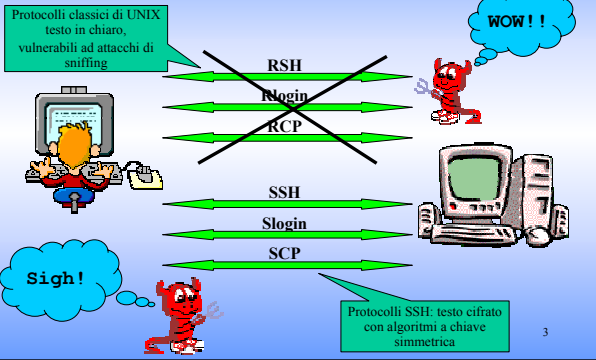 Protocolli classici di UNIX
testo in chiaro,
vulnerabili ad attacchi di
sniffing
WOW!!
RSH
Rlogin
RCP
SSH
Slogin
SCP
Sigh!
Protocolli SSH: testo cifrato
con algoritmi a chiave
simmetrica
3